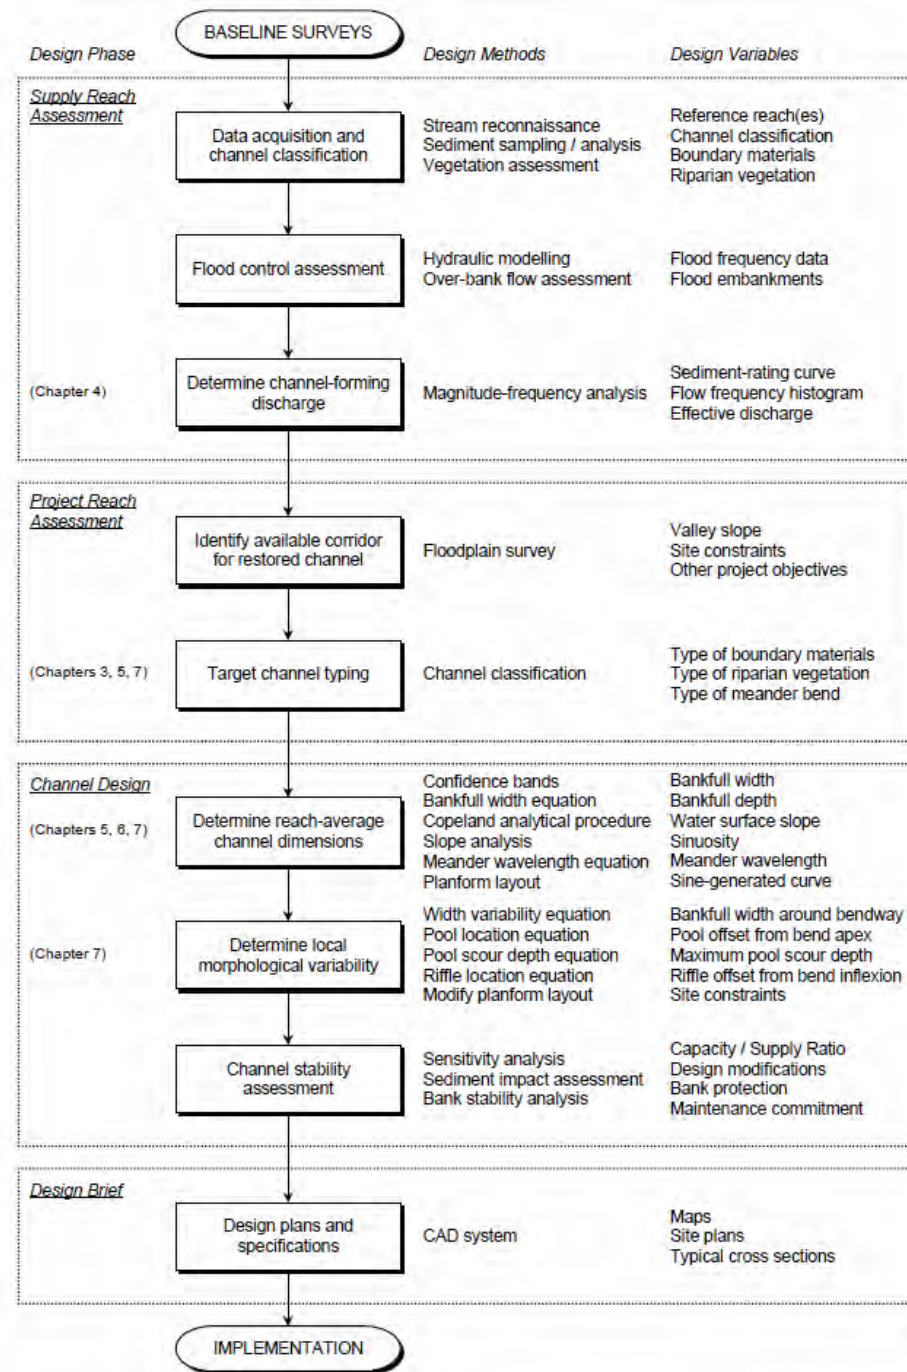 BASELINE SURVEYS
Design Phase
Design Methods
Design Variables
Supply Reach
Assessment
Data acquisition and
channel classification
Stream reconnaissance
Sediment sampling / analysis
Vegetation assessment
Reference reach(es)
Channel classification
Boundary materials
Riparian vegetation
Flood control assessment
Hydraulic modelling
Over-bank flow assessment
Flood frequency data
Flood embankments
(Chapter 4)
Determine channel-forming
discharge
Magnitude-frequency analysis
Sediment-rating curve
Flow frequency histogram
Effective discharge
Project Reach
Assessment
Identify available corridor
for restored channel
Floodplain survey
Valley slope
Site constraints
Other project objectives
(Chapters 3, 5, 7)
Target channel typing
Channel classification
Type of boundary materials
Type of riparian vegetation
Type of meander bend
Channel Design
(Chapters 5, 6, 7)
Determine reach-average
channel dimensions
Confidence bands
Bankfull width equation
Copeland analytical procedure
Slope analysis
Meander wavelength equation
Planform layout
Bankfull width
Bankfull depth
Water surface slope
Sinuosity
Meander wavelength
Sine-generated curve
(Chapter 7)
Determine local
morphological variability
Width variability equation
Pool location equation
Pool scour depth equation
Riffle location equation
Modify planform layout
Bankfull width around bendway
Pool offset from bend apex
Maximum pool scour depth
Riffle offset from bend inflexion
Site constraints
Channel stability
assessment
Sensitivity analysis
Sediment impact assessment
Bank stability analysis
Capacity / Supply Ratio
Design modifications
Bank protection
Maintenance commitment
Design Brief
Design plans and
specifications
CAD system
Maps
Site plans
Typical cross sections
IMPLEMENTATION